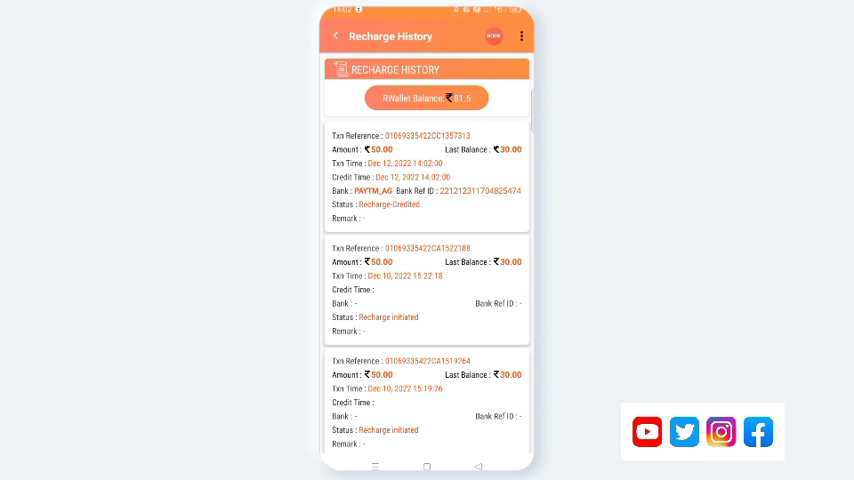 14:02
Recharge History
HOME
RECHARGE HISTORY
RWallet Balance: ₹ 81.5
Txn Reference : 01069335422CC1357313
Amount : ₹ 50.00 Last Balance : ₹ 30.00
Txn Time : Dec 12, 2022 14:02:00
Credit Time : Dec 12, 2022 14:02:00
Bank : PAYTM_AG Bank Ref ID : 221212311704825474
Status : Recharge-Credited
Remark : -
Txn Reference : 01069335422CA1522188
Amount : ₹ 50.00 Last Balance : ₹ 30.00
Txn Time : Dec 10, 2022 15:22:18
Credit Time :
Bank : - Bank Ref ID : -
Status : Recharge initiated
Remark : -
Txn Reference : 01069335422CA1519264
Amount : ₹ 50.00 Last Balance : ₹ 30.00
Txn Time : Dec 10, 2022 15:19:26
Credit Time :
Bank : - Bank Ref ID : -
Status : Recharge initiated
Remark : -